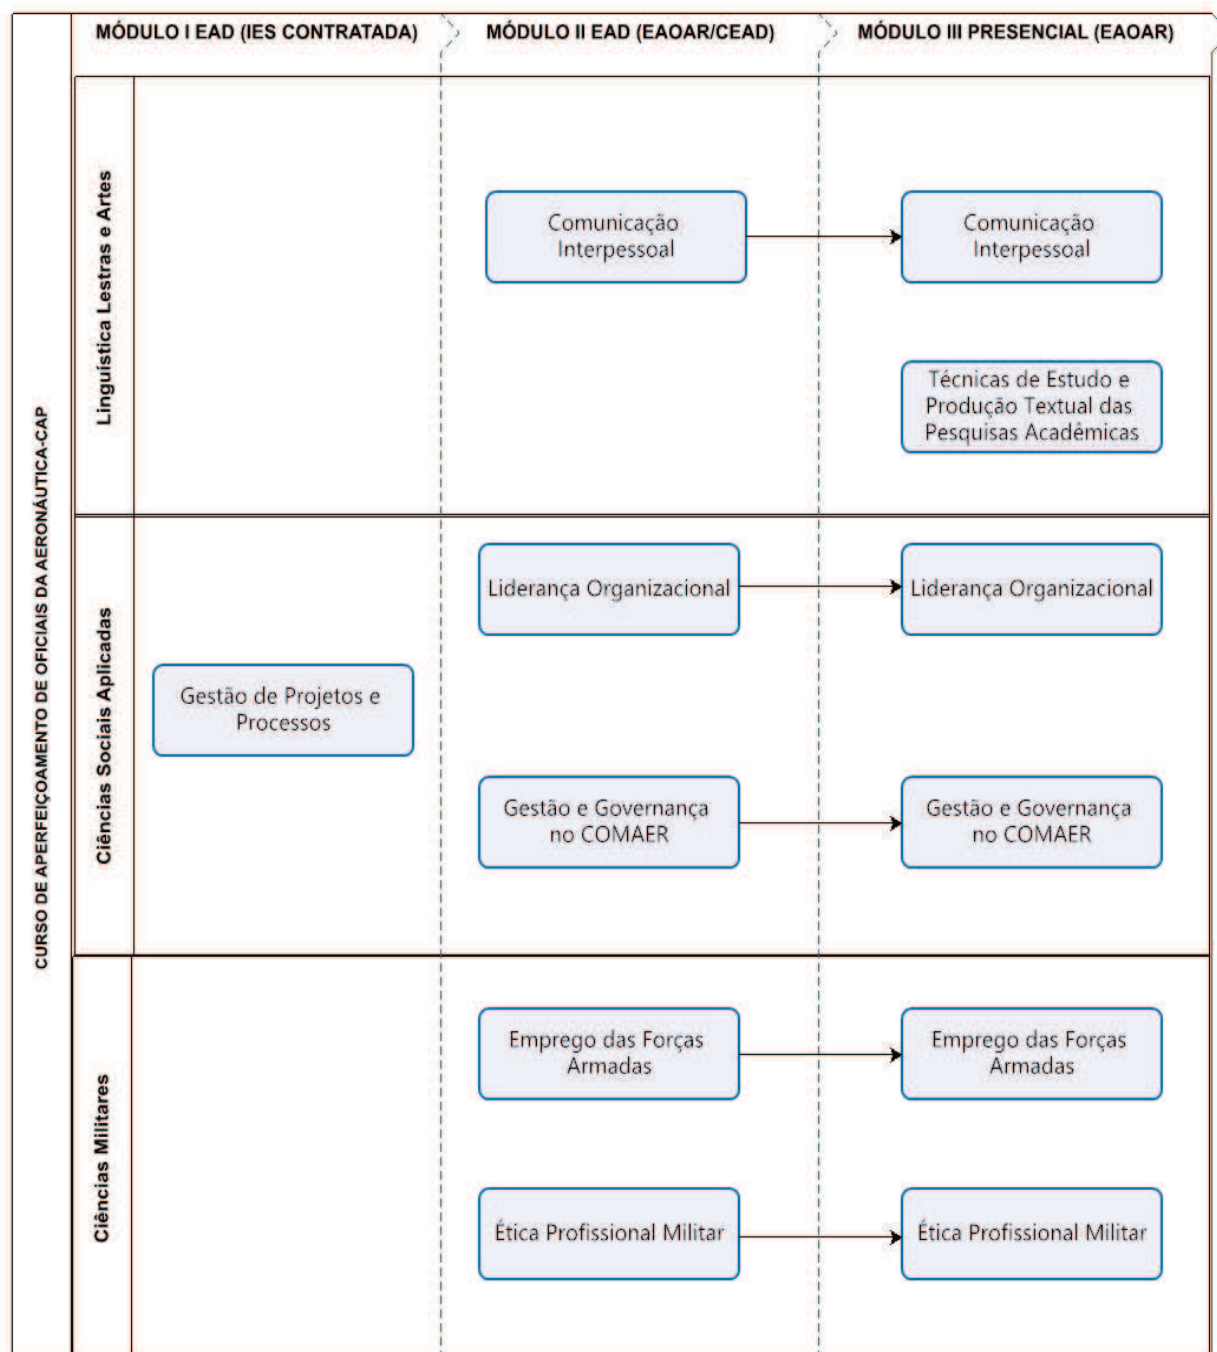 CURSO DE APERFEIÇOAMENTO DE OFICIAIS DA AERONÁUTICA-CAP
MÓDULO I EAD (IES CONTRATADA)
MÓDULO II EAD (EAOAR/CEAD)
MÓDULO III PRESENCIAL (EAOAR)
Linguística Lestras e Artes
Comunicação
Interpessoal
Comunicação
Interpessoal
Técnicas de Estudo e
Produção Textual das
Pesquisas Acadêmicas
Ciências Sociais Aplicadas
Gestão de Projetos e
Processos
Liderança Organizacional
Liderança Organizacional
Gestão e Governança
no COMAER
Gestão e Governança
no COMAER
Ciências Militares
Emprego das Forças
Armadas
Emprego das Forças
Armadas
Ética Profissional Militar
Ética Profissional Militar